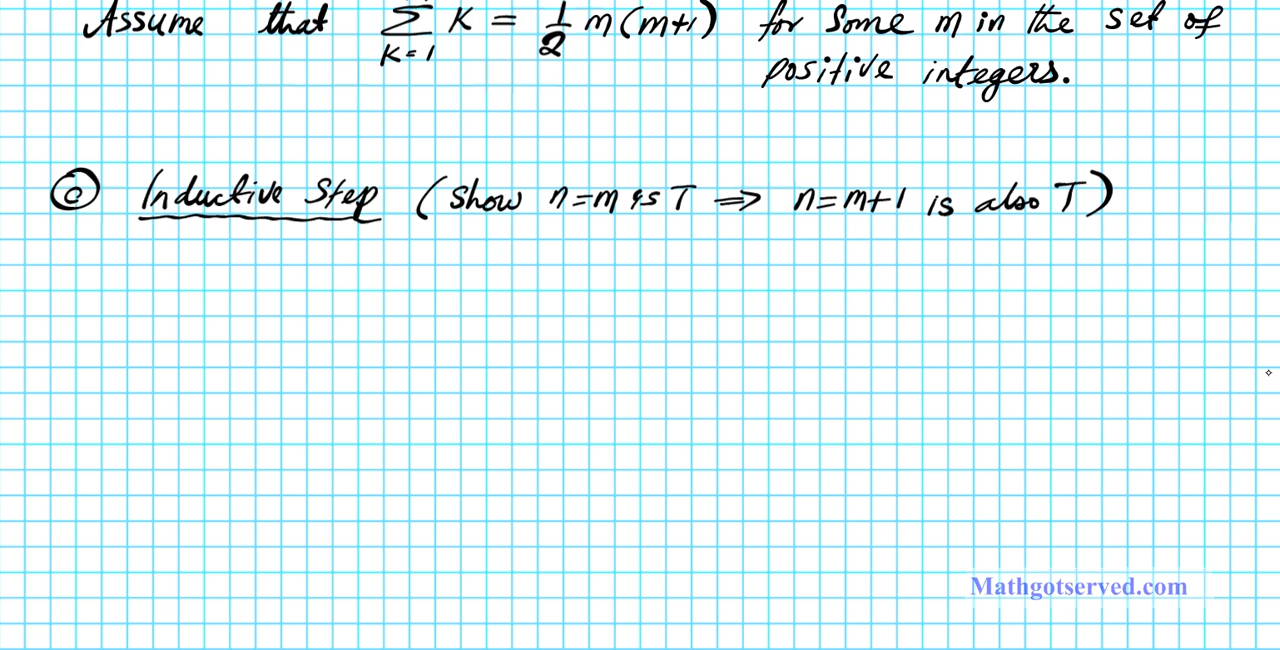 Assume that ∑ K = 1/2 m(m+1) for some m in the set of
K=1
positive integers.
ⓒ Inductive Step (Show n=m is T ⇒ n=m+1 is also T)
Mathgotserved.com